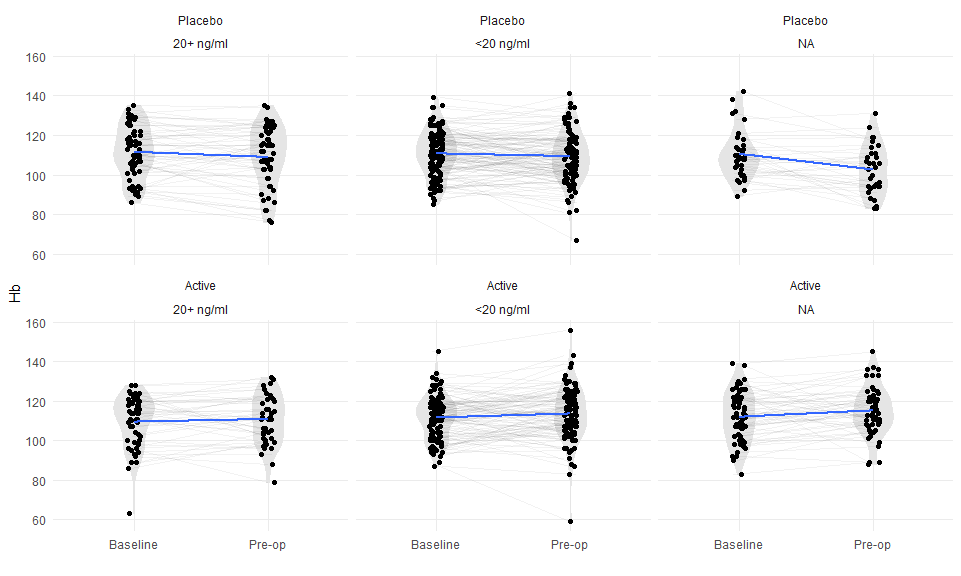 Placebo Placebo Placebo
20+ ng/ml <20 ng/ml NA
160
140
120
100
80
60
Hb
Active Active Active
20+ ng/ml <20 ng/ml NA
160
140
120
100
80
60
Baseline Pre-op Baseline Pre-op Baseline Pre-op